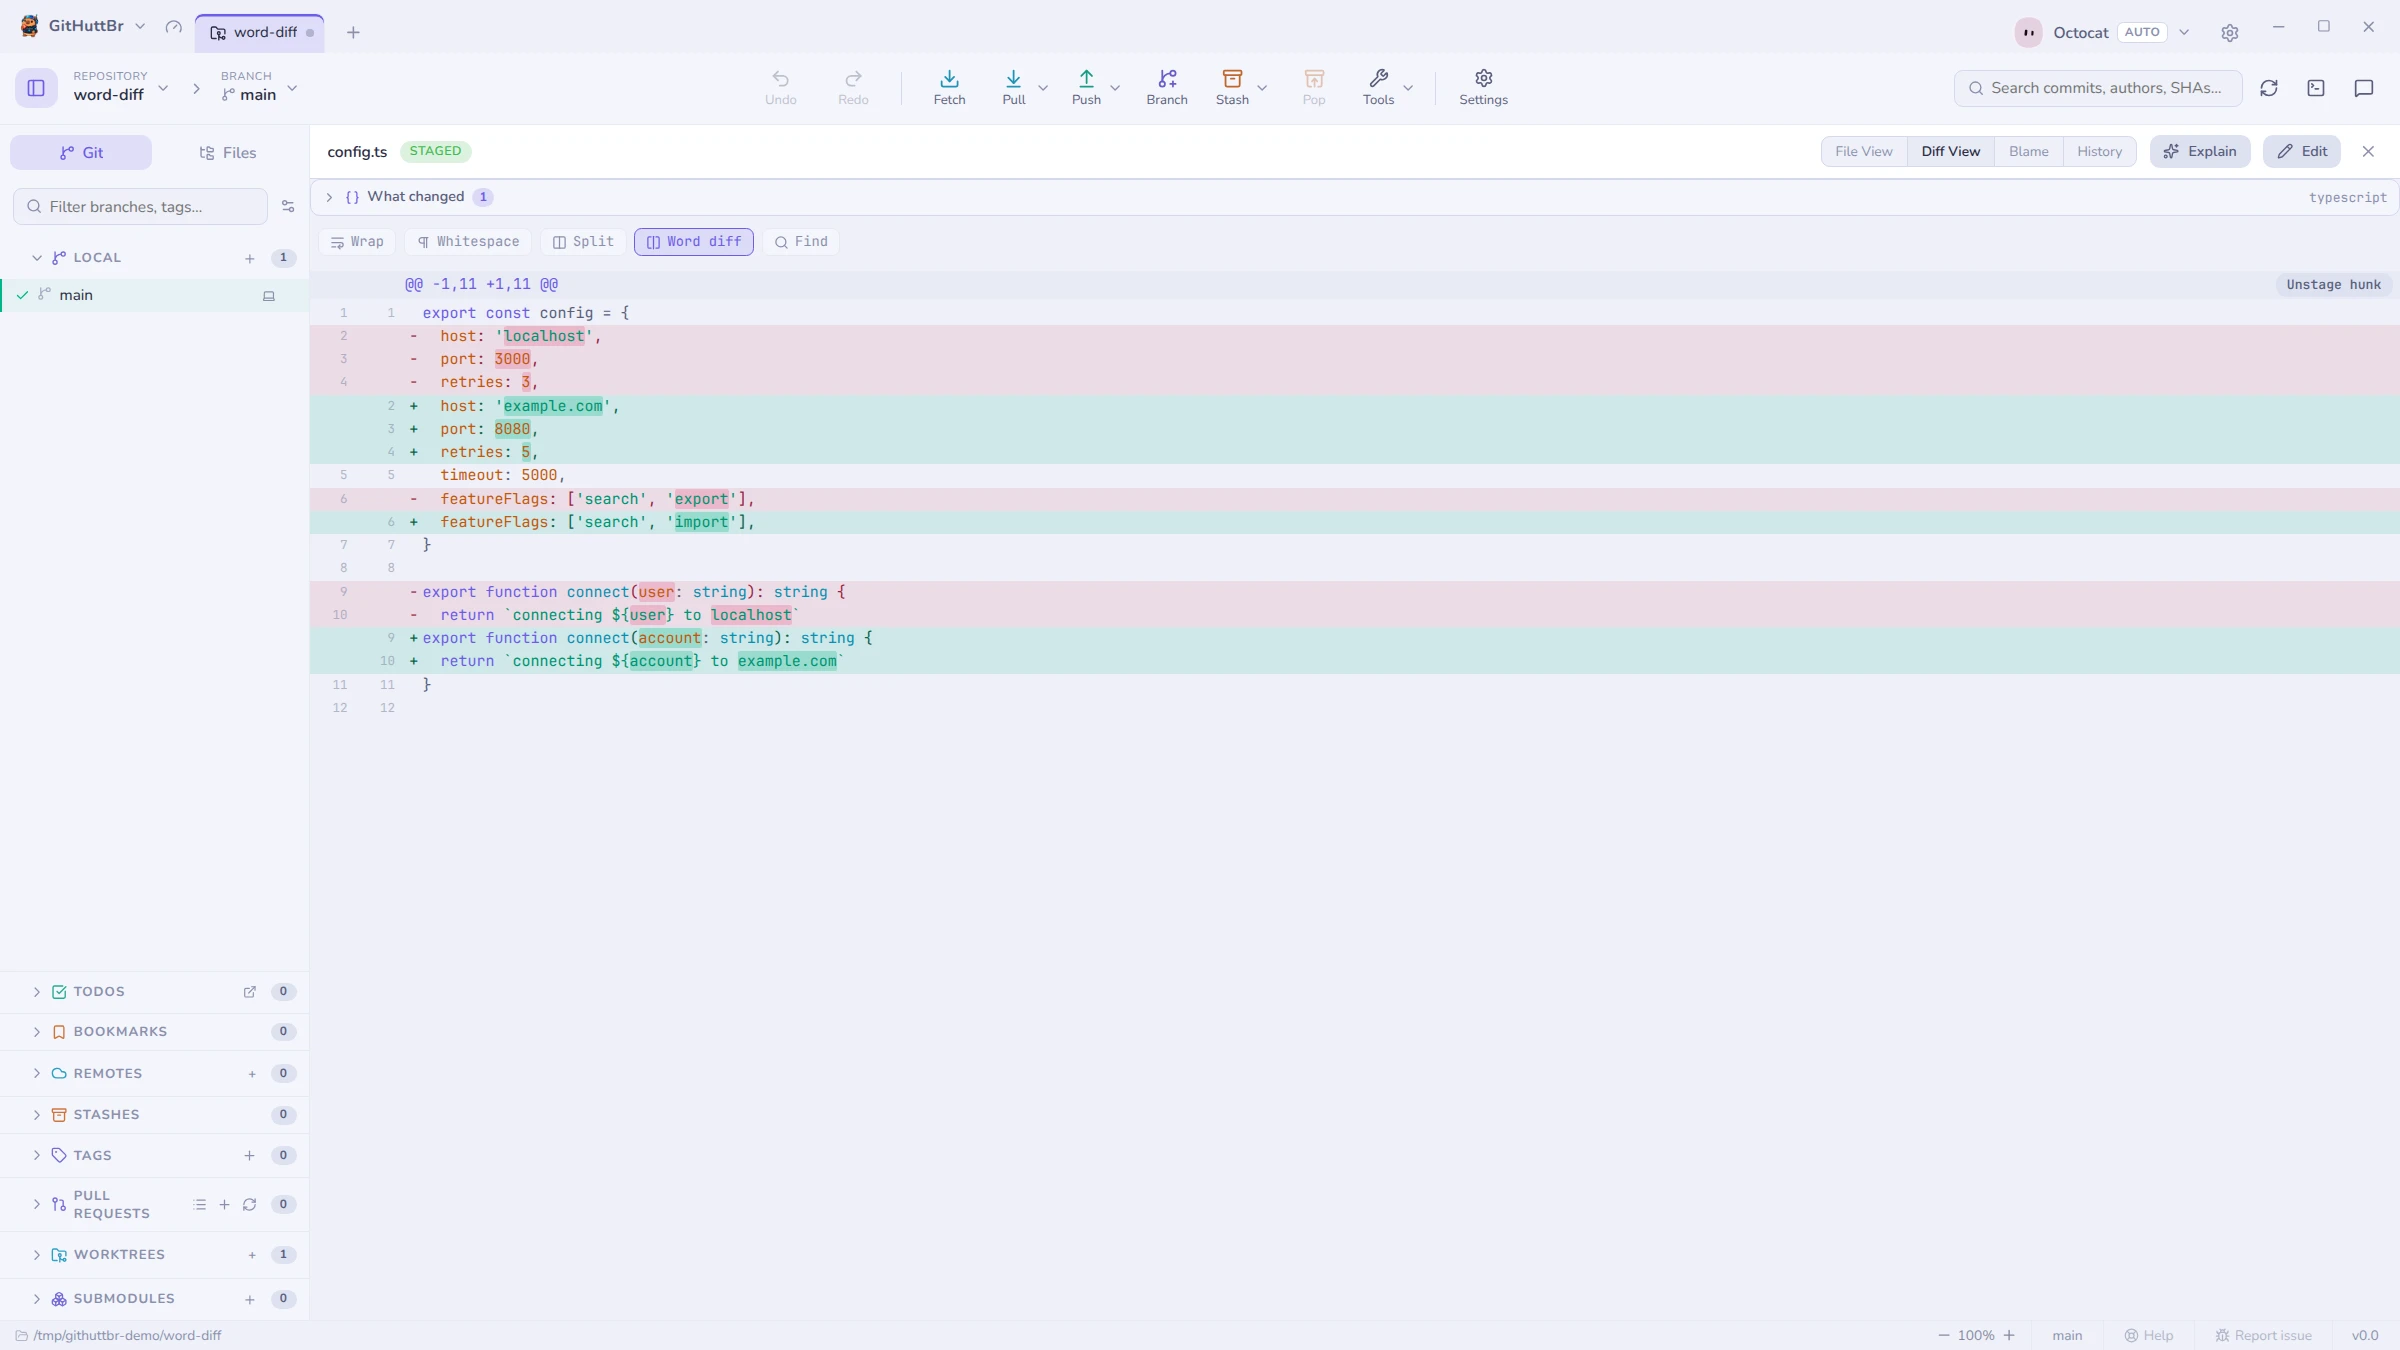 GitHuttBr
word-diff
Octocat AUTO
REPOSITORY
word-diff
BRANCH
main
Undo
Redo
Fetch
Pull
Push
Branch
Stash
Pop
Tools
Settings
Search commits, authors, SHAs...
Git
Files
Filter branches, tags...
LOCAL 1
main
config.ts STAGED
File View
Diff View
Blame
History
Explain
Edit
{} What changed 1
typescript
Wrap
Whitespace
Split
Word diff
Find
@@ -1,11 +1,11 @@
Unstage hunk
1 1 export const config = {
2 - host: 'localhost',
3 - port: 3000,
4 - retries: 3,
2 + host: 'example.com',
3 + port: 8080,
4 + retries: 5,
5 5 timeout: 5000,
6 - featureFlags: ['search', 'export'],
6 + featureFlags: ['search', 'import'],
7 7 }
8 8
9 - export function connect(user: string): string {
10 - return `connecting ${user} to localhost`
9 + export function connect(account: string): string {
10 + return `connecting ${account} to example.com`
11 11 }
12 12
TODOS 0
BOOKMARKS 0
REMOTES + 0
STASHES 0
TAGS + 0
PULL
REQUESTS + 0
WORKTREES + 1
SUBMODULES + 0
/tmp/githuttbr-demo/word-diff
100%
main
Help
Report issue
v0.0